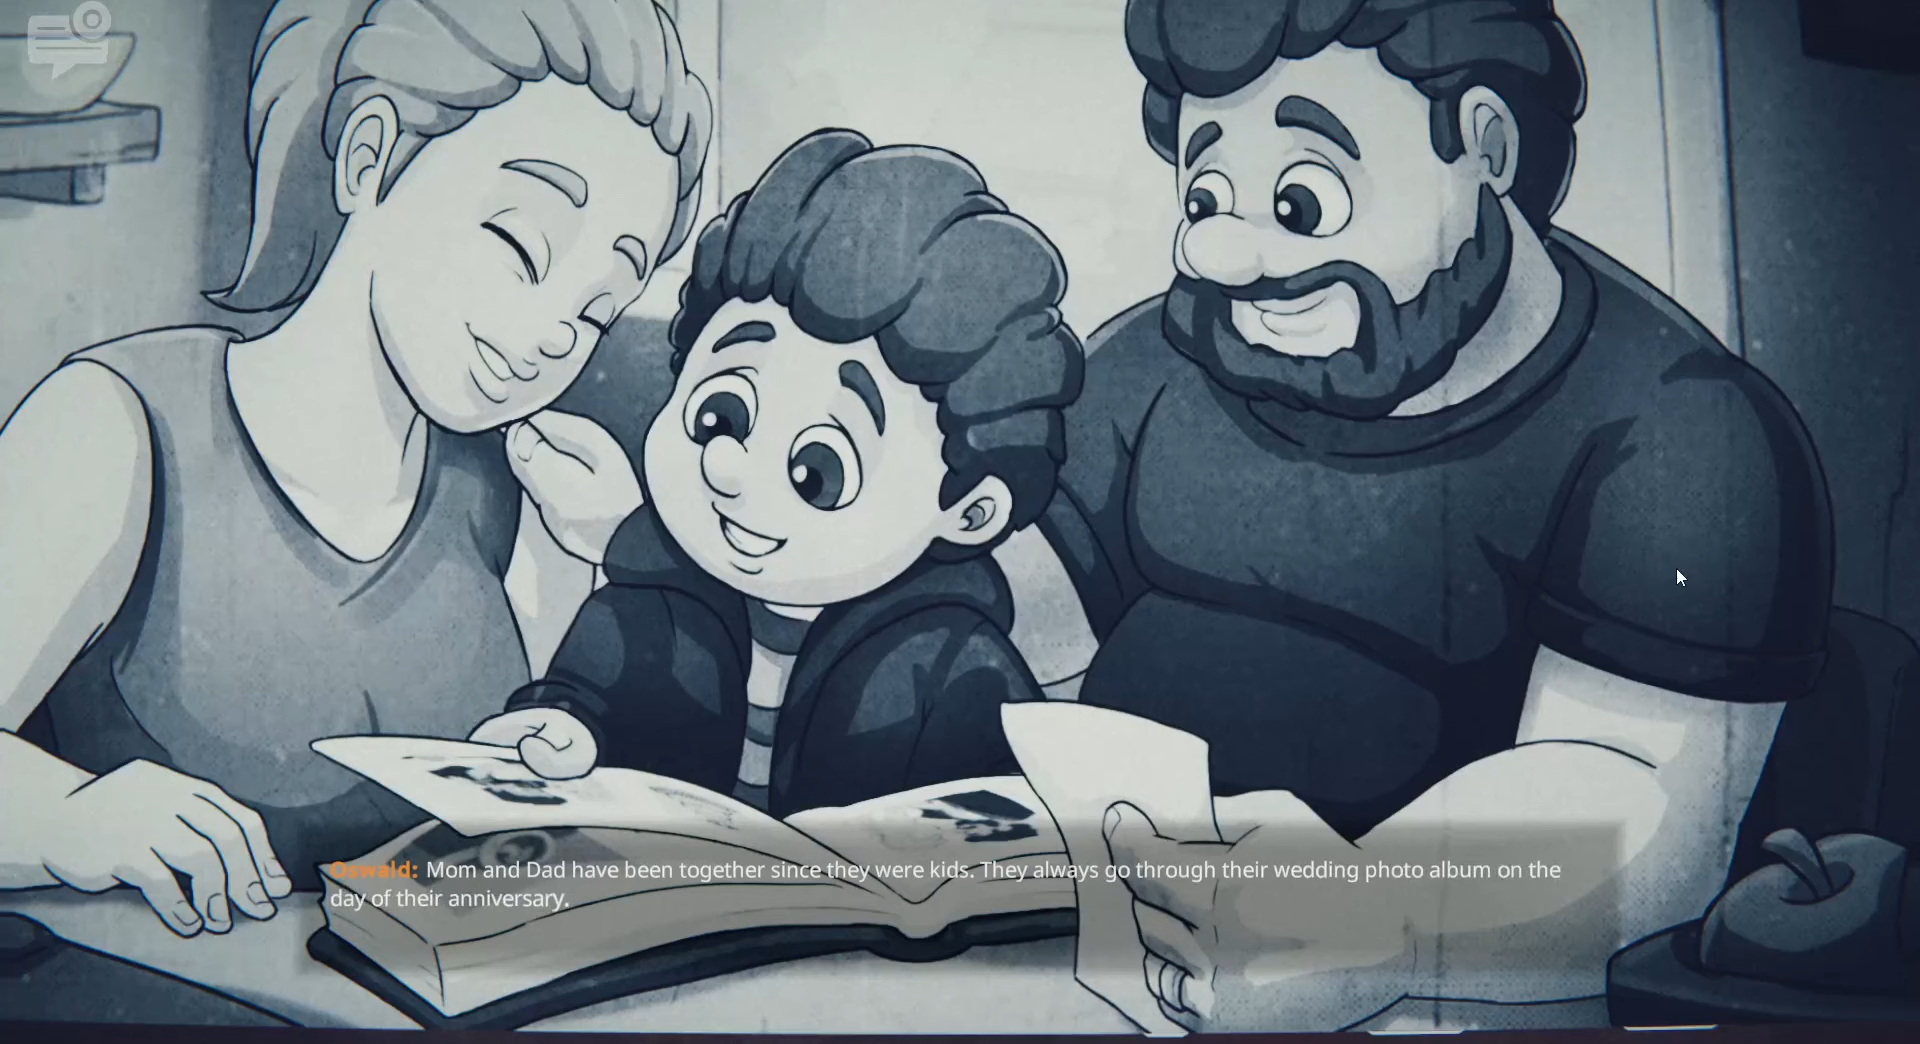 Oswald: Mom and Dad have been together since they were kids. They always go through their wedding photo album on the
day of their anniversary.